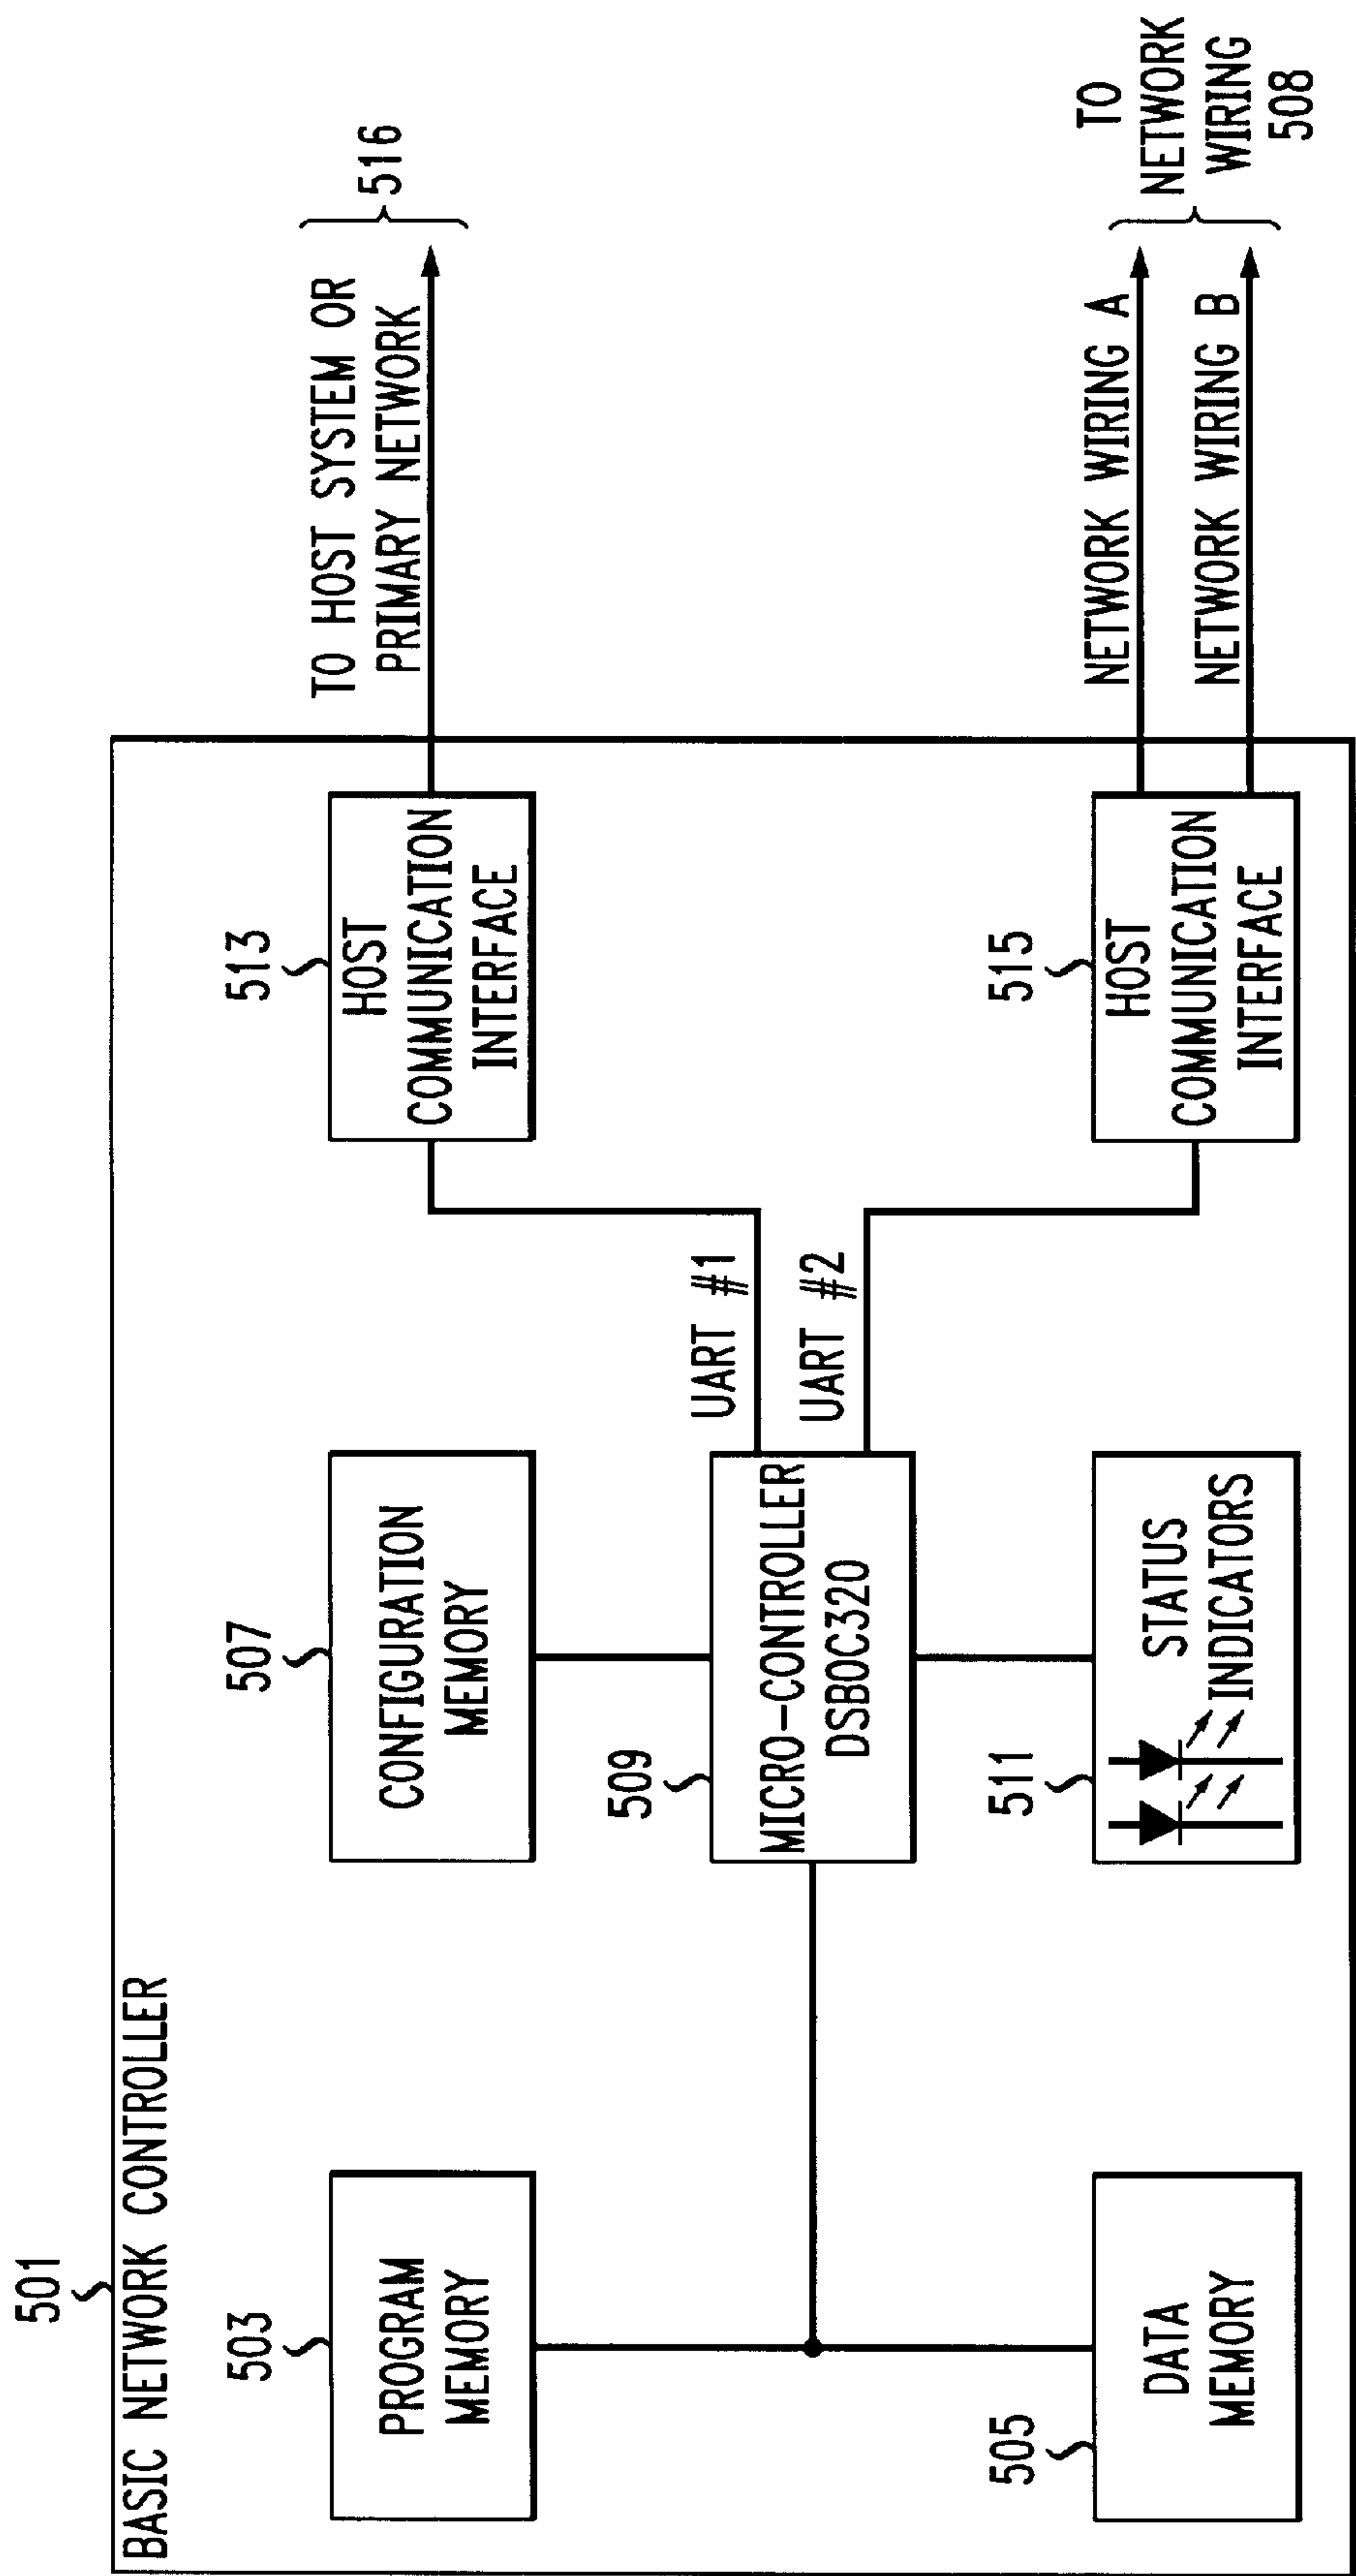 501
BASIC NETWORK CONTROLLER
503
PROGRAM
MEMORY
507
CONFIGURATION
MEMORY
513
HOST
COMMUNICATION
INTERFACE
TO HOST SYSTEM OR
PRIMARY NETWORK
516
509
MICRO-CONTROLLER
DSBOC320
UART #1
UART #2
505
DATA
MEMORY
511
STATUS
INDICATORS
515
HOST
COMMUNICATION
INTERFACE
NETWORK WIRING A
NETWORK WIRING B
TO
NETWORK
WIRING
508